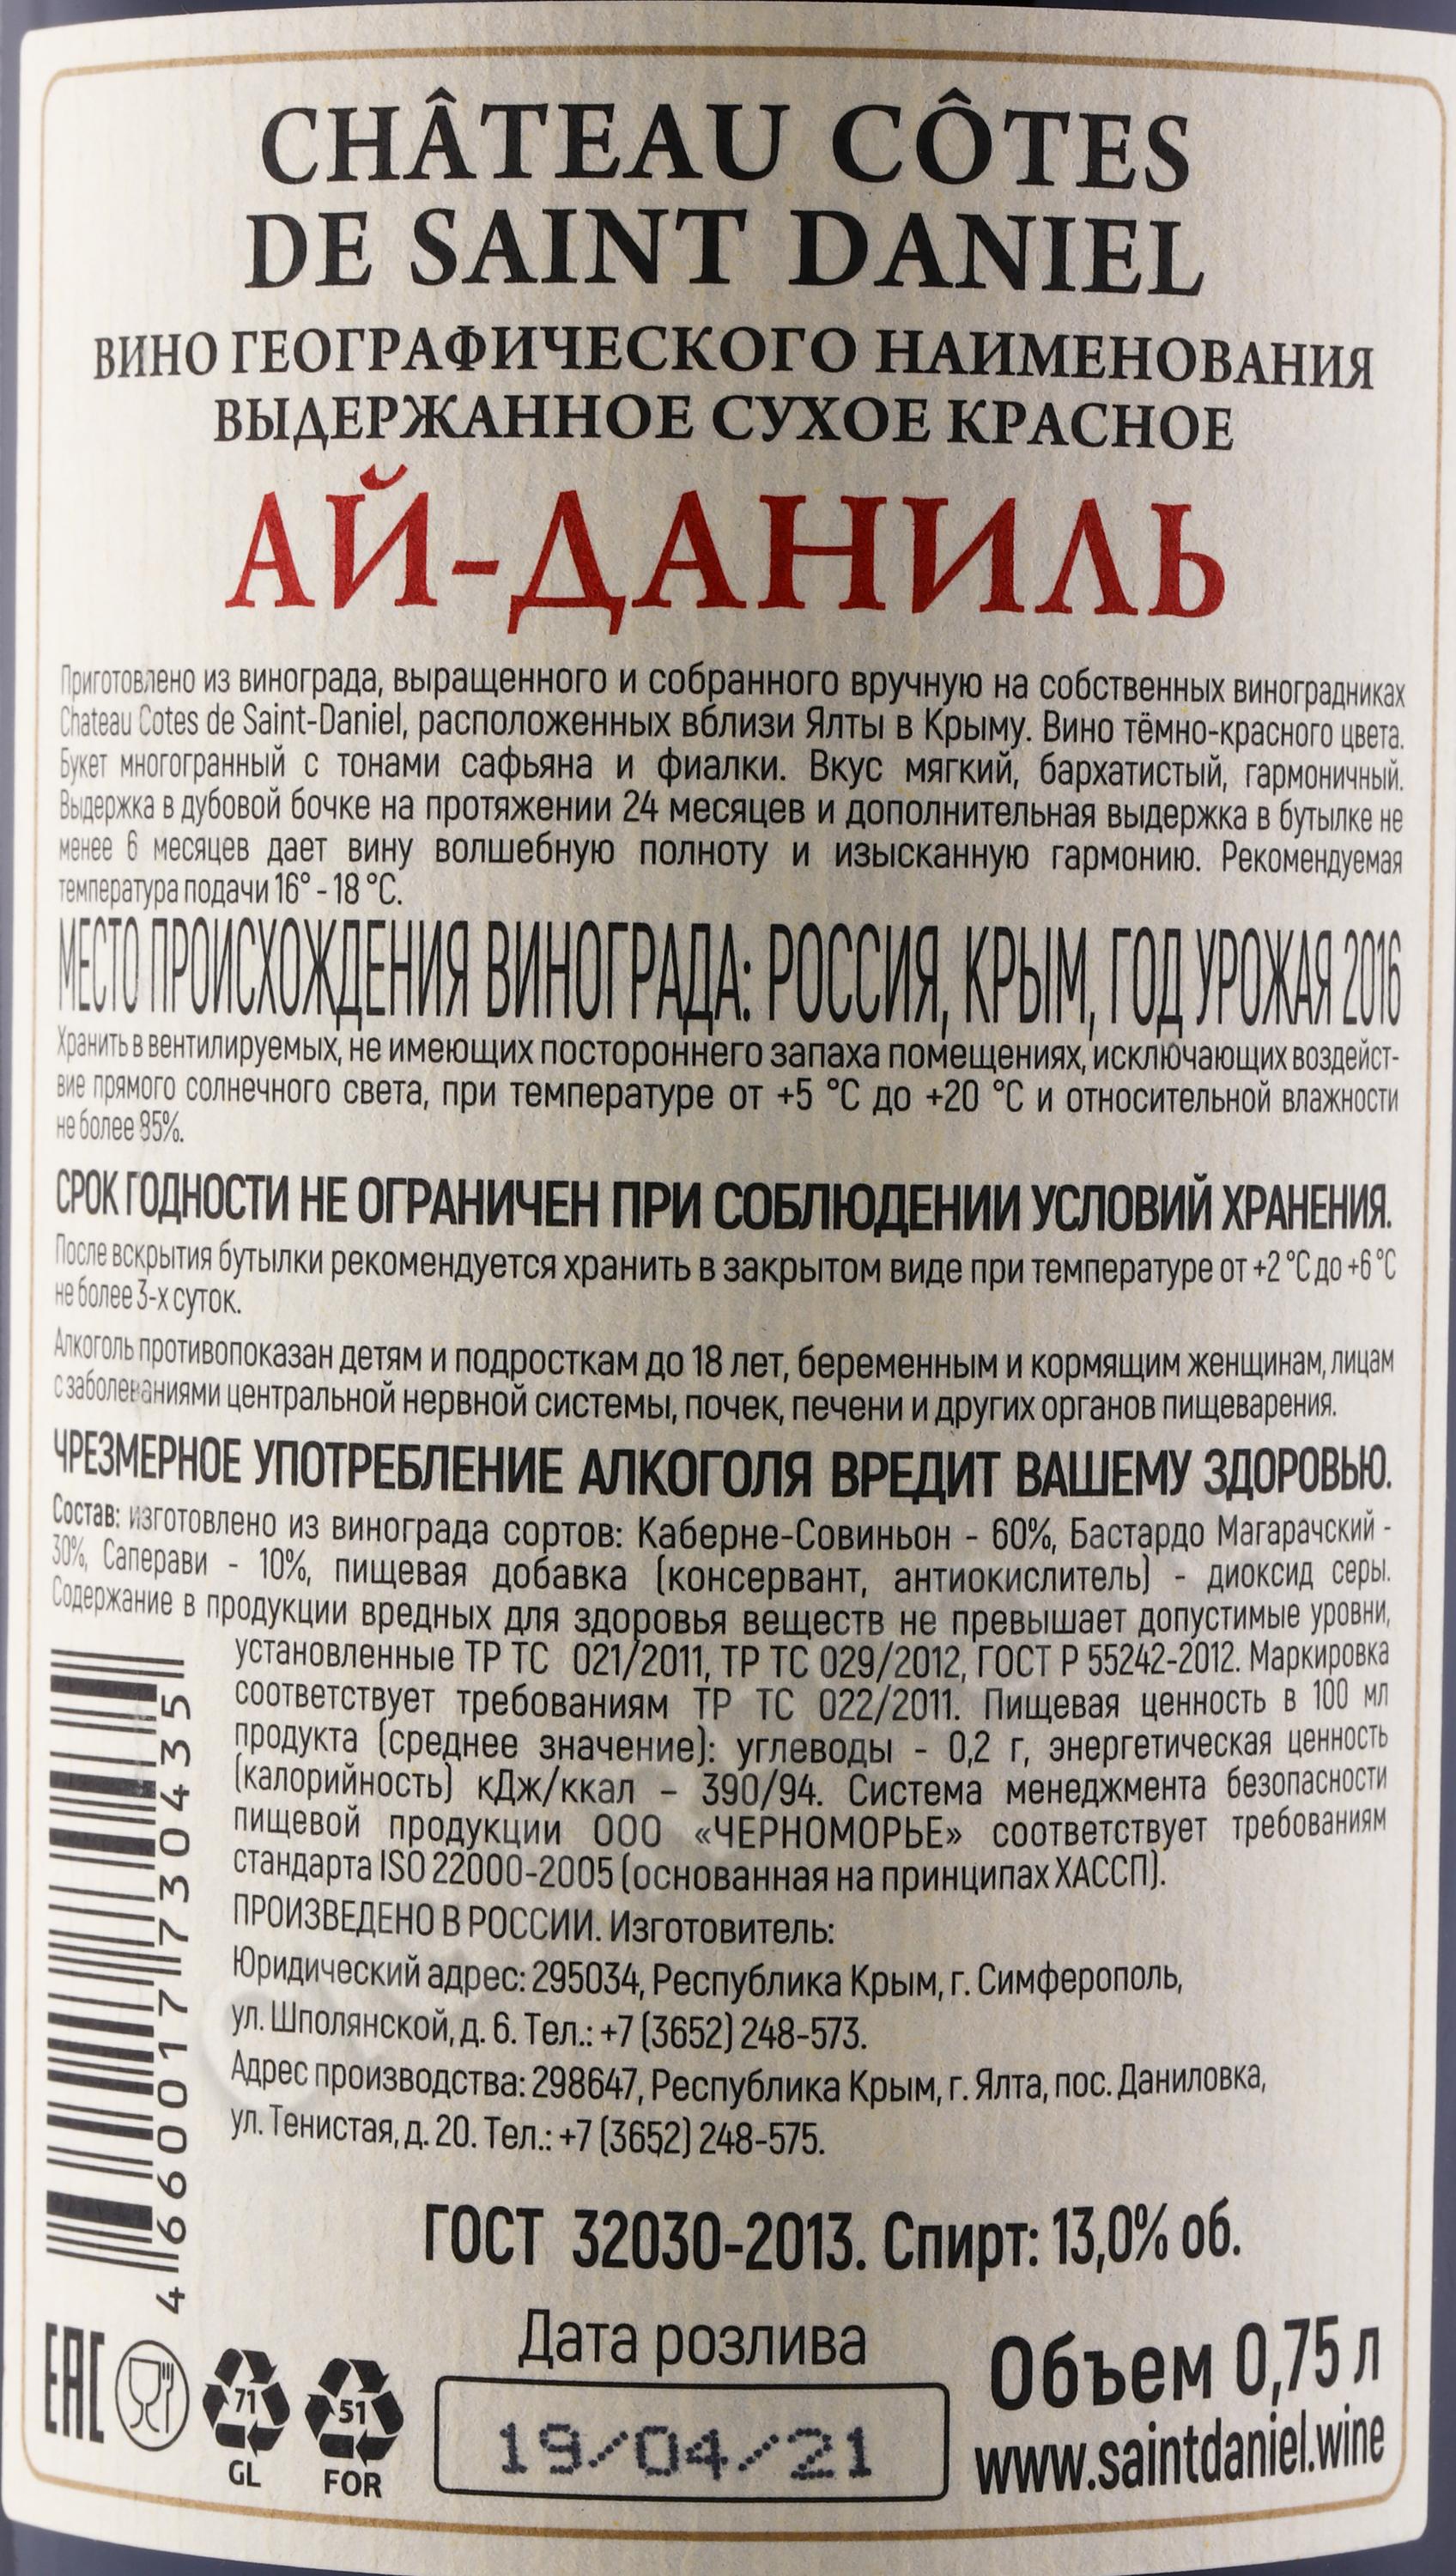 CHÂTEAU CÔTES
DE SAINT DANIEL
ВИНО ГЕОГРАФИЧЕСКОГО НАИМЕНОВАНИЯ
ВЫДЕРЖАННОЕ СУХОЕ КРАСНОЕ
АЙ-ДАНИЛЬ
Приготовлено из винограда, выращенного и собранного вручную на собственных виноградниках
Chateau Cotes de Saint-Daniel, расположенных вблизи Ялты в Крыму. Вино тёмно-красного цвета.
Букет многогранный с тонами сафьяна и фиалки. Вкус мягкий, бархатистый, гармоничный.
Выдержка в дубовой бочке на протяжении 24 месяцев и дополнительная выдержка в бутылке не
менее 6 месяцев дает вину волшебную полноту и изысканную гармонию. Рекомендуемая
температура подачи 16° - 18 °С.
МЕСТО ПРОИСХОЖДЕНИЯ ВИНОГРАДА: РОССИЯ, КРЫМ, ГОД УРОЖАЯ 2016
Хранить в вентилируемых, не имеющих постороннего запаха помещениях, исключающих воздейст-
вие прямого солнечного света, при температуре от +5 °С до +20 °С и относительной влажности
не более 85%.
СРОК ГОДНОСТИ НЕ ОГРАНИЧЕН ПРИ СОБЛЮДЕНИИ УСЛОВИЙ ХРАНЕНИЯ.
После вскрытия бутылки рекомендуется хранить в закрытом виде при температуре от +2 °С до +6 °С
не более 3-х суток.
Алкоголь противопоказан детям и подросткам до 18 лет, беременным и кормящим женщинам, лицам
с заболеваниями центральной нервной системы, почек, печени и других органов пищеварения.
ЧРЕЗМЕРНОЕ УПОТРЕБЛЕНИЕ АЛКОГОЛЯ ВРЕДИТ ВАШЕМУ ЗДОРОВЬЮ.
Состав: изготовлено из винограда сортов: Каберне-Совиньон - 60%, Бастардо Магарачский -
30%, Саперави - 10%, пищевая добавка (консервант, антиокислитель) - диоксид серы.
Содержание в продукции вредных для здоровья веществ не превышает допустимые уровни,
установленные ТР ТС 021/2011, ТР ТС 029/2012, ГОСТ Р 55242-2012. Маркировка
соответствует требованиям ТР ТС 022/2011. Пищевая ценность в 100 мл
продукта (среднее значение): углеводы - 0,2 г, энергетическая ценность
(калорийность) кДж/ккал – 390/94. Система менеджмента безопасности
пищевой продукции ООО «ЧЕРНОМОРЬЕ» соответствует требованиям
стандарта ISO 22000-2005 (основанная на принципах ХАССП).
ПРОИЗВЕДЕНО В РОССИИ. Изготовитель:
Юридический адрес: 295034, Республика Крым, г. Симферополь,
ул. Шполянской, д. 6. Тел.: +7 (3652) 248-573.
Адрес производства: 298647, Республика Крым, г. Ялта, пос. Даниловка,
ул. Тенистая, д. 20. Тел.: +7 (3652) 248-575.
4660017730435
ГОСТ 32030-2013. Спирт: 13,0% об.
Дата розлива
19/04/21
Объем 0,75 л
www.saintdaniel.wine
EAC
71
GL
51
FOR